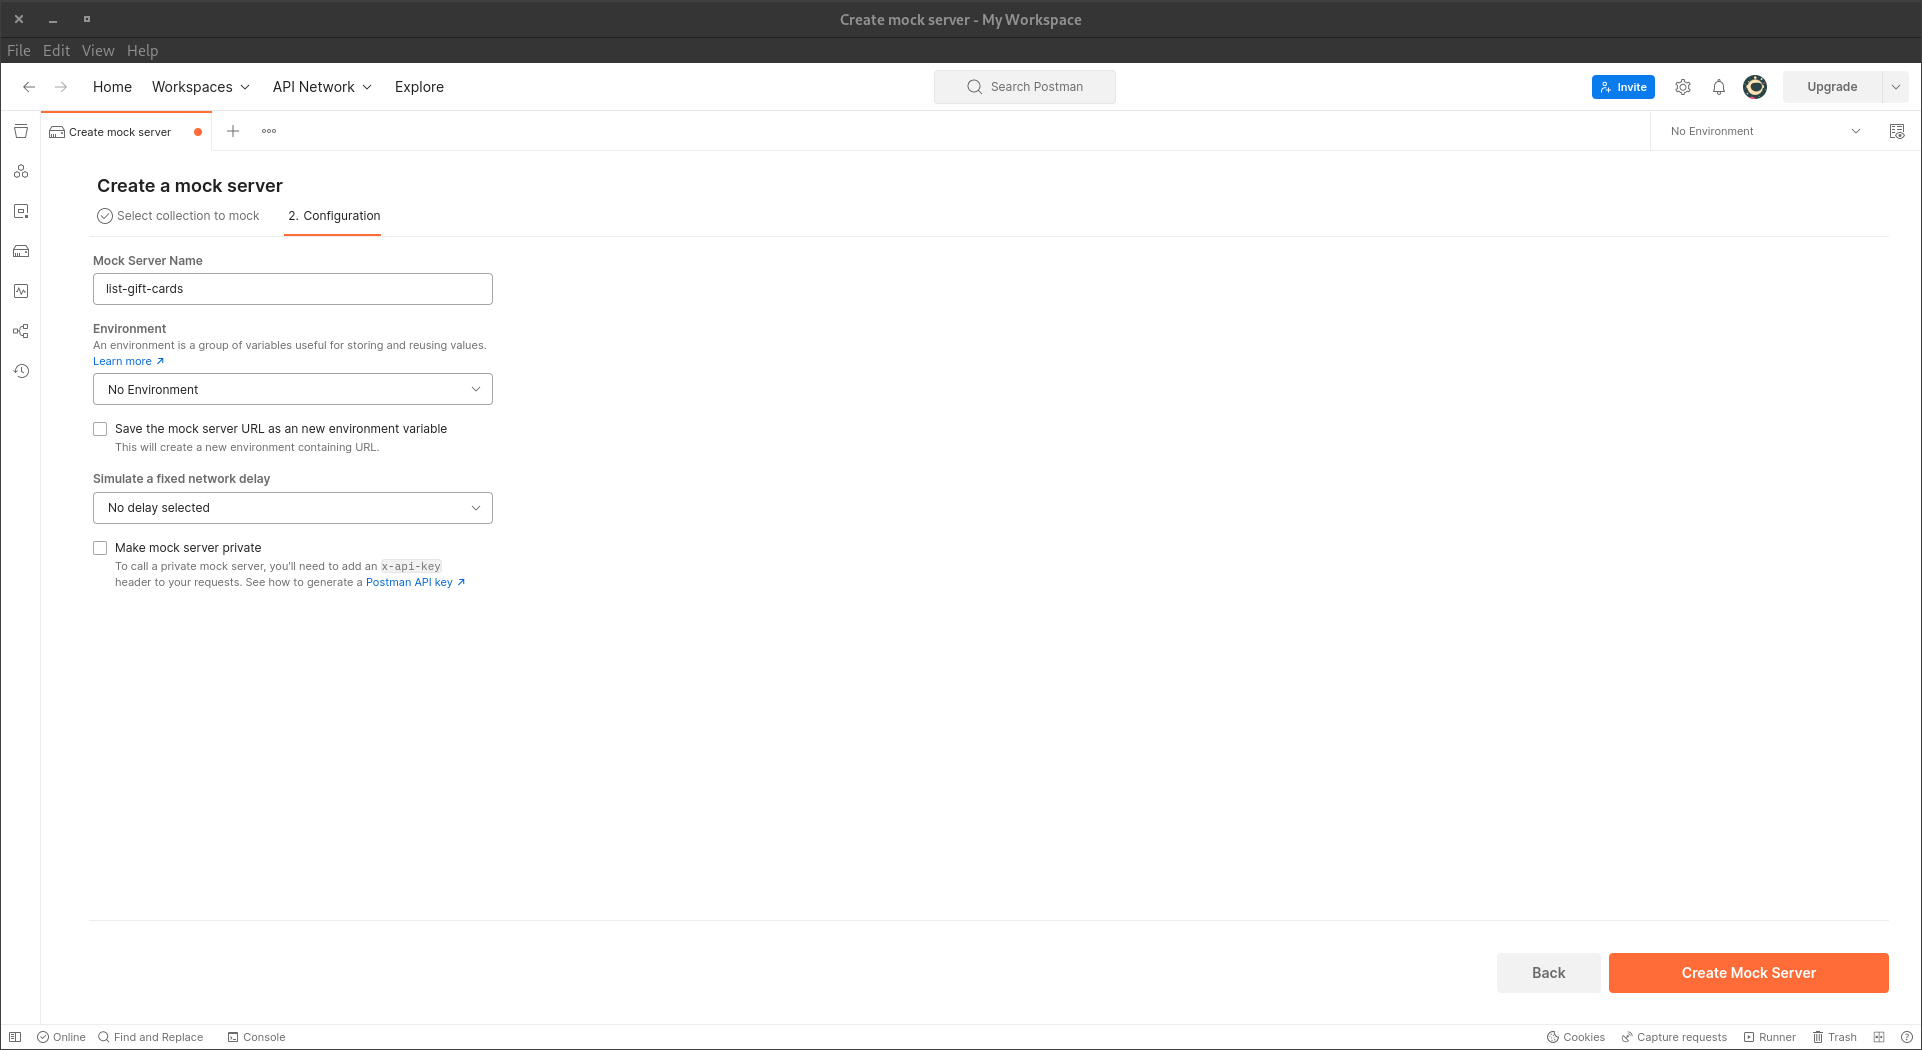 Create mock server - My Workspace
File Edit View Help
Home Workspaces API Network Explore Search Postman Invite Upgrade
Create mock server No Environment
Create a mock server
Select collection to mock 2. Configuration
Mock Server Name
list-gift-cards
Environment
An environment is a group of variables useful for storing and reusing values.
Learn more ↗
No Environment
Save the mock server URL as an new environment variable
This will create a new environment containing URL.
Simulate a fixed network delay
No delay selected
Make mock server private
To call a private mock server, you'll need to add an x-api-key
header to your requests. See how to generate a Postman API key ↗
Back Create Mock Server
Online Find and Replace Console Cookies Capture requests Runner Trash